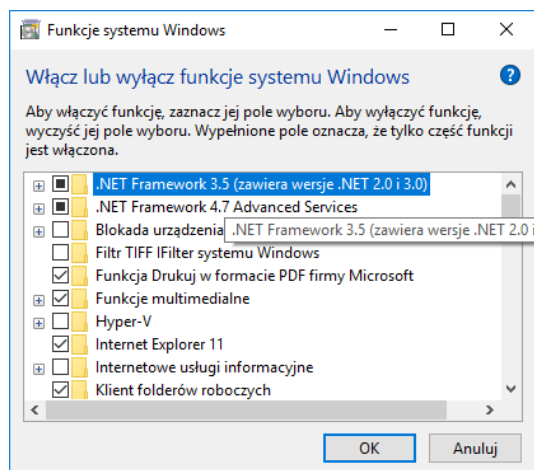 Funkcje systemu Windows
Włącz lub wyłącz funkcje systemu Windows
Aby włączyć funkcję, zaznacz jej pole wyboru. Aby wyłączyć funkcję,
wyczyść jej pole wyboru. Wypełnione pole oznacza, że tylko część funkcji
jest włączona.
.NET Framework 3.5 (zawiera wersje .NET 2.0 i 3.0)
.NET Framework 4.7 Advanced Services
Blokada urządzenia .NET Framework 3.5 (zawiera wersje .NET 2.0 i
Filtr TIFF IFilter systemu Windows
Funkcja Drukuj w formacie PDF firmy Microsoft
Funkcje multimedialne
Hyper-V
Internet Explorer 11
Internetowe usługi informacyjne
Klient folderów roboczych
OK Anuluj